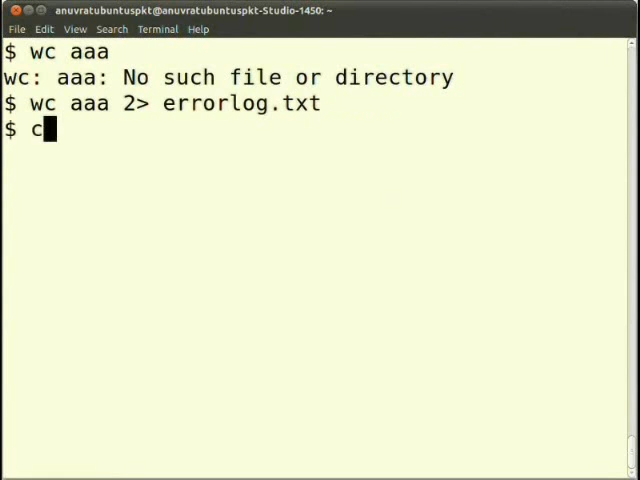 anuvratubuntuspkt@anuvratubuntuspkt-Studio-1450: ~
File Edit View Search Terminal Help
$ wc aaa
wc: aaa: No such file or directory
$ wc aaa 2> errorlog.txt
$ c